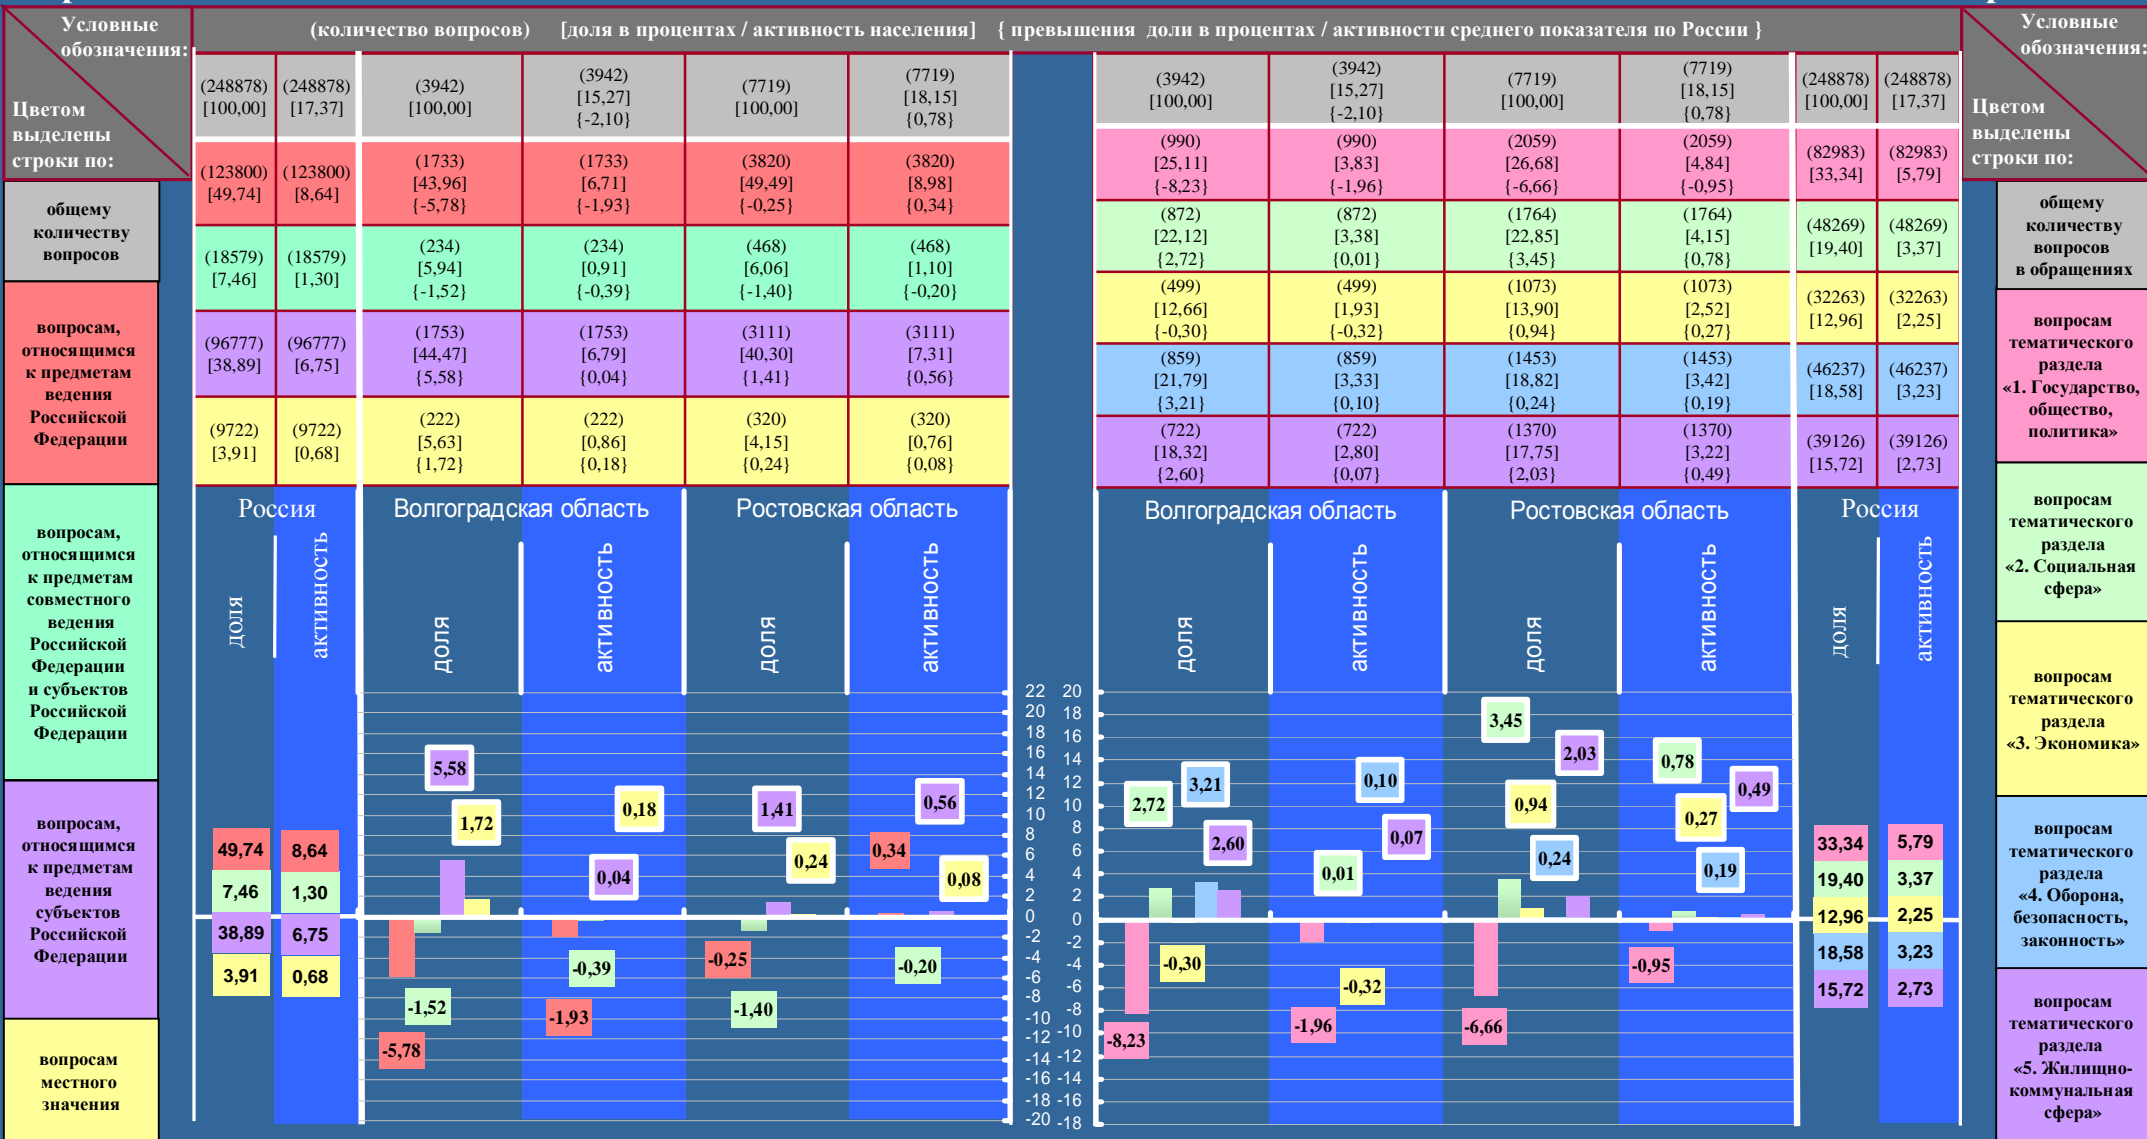 Условные
обозначения:
Цветом
выделены
строки по:
(количество вопросов) [доля в процентах / активность населения] { превышения доли в процентах / активности среднего показателя по России }
Условные
обозначения:
Цветом
выделены
строки по:
общему
количеству
вопросов
вопросам,
относящимся
к предметам
ведения
Российской
Федерации
вопросам,
относящимся
к предметам
совместного
ведения
Российской
Федерации
и субъектов
Российской
Федерации
вопросам,
относящимся
к предметам
ведения
субъектов
Российской
Федерации
вопросам
местного
значения
(248878) (248878) (3942) (3942) (7719) (7719)
[100,00] [17,37] [100,00] [15,27] [100,00] [18,15]
{-2,10} {0,78}
(123800) (123800) (1733) (1733) (3820) (3820)
[49,74] [8,64] [43,96] [6,71] [49,49] [8,98]
{-5,78} {-1,93} {-0,25} {0,34}
(18579) (18579) (234) (234) (468) (468)
[7,46] [1,30] [5,94] [0,91] [6,06] [1,10]
{-1,52} {-0,39} {-1,40} {-0,20}
(96777) (96777) (1753) (1753) (3111) (3111)
[38,89] [6,75] [44,47] [6,79] [40,30] [7,31]
{5,58} {0,04} {1,41} {0,56}
(9722) (9722) (222) (222) (320) (320)
[3,91] [0,68] [5,63] [0,86] [4,15] [0,76]
{1,72} {0,18} {0,24} {0,08}
Россия Волгоградская область Ростовская область
доля активность доля активность доля активность
22
20
18
16
14
12
10
8
6
4
2
0
-2
-4
-6
-8
-10
-12
-14
-16
-18
-20
5,58
1,72
0,18
0,04
1,41
0,24
0,56
0,34
0,08
49,74 8,64
7,46 1,30
38,89 6,75
3,91 0,68
-1,52
-5,78
-0,39
-1,93
-0,25
-1,40
-0,20
(3942) (3942) (7719) (7719) (248878) (248878)
[100,00] [15,27] [100,00] [18,15] [100,00] [17,37]
{-2,10} {0,78}
(990) (990) (2059) (2059) (82983) (82983)
[25,11] [3,83] [26,68] [4,84] [33,34] [5,79]
{-8,23} {-1,96} {-6,66} {-0,95}
(872) (872) (1764) (1764) (48269) (48269)
[22,12] [3,38] [22,85] [4,15] [19,40] [3,37]
{2,72} {0,01} {3,45} {0,78}
(499) (499) (1073) (1073) (32263) (32263)
[12,66] [1,93] [13,90] [2,52] [12,96] [2,25]
{-0,30} {-0,32} {0,94} {0,27}
(859) (859) (1453) (1453) (46237) (46237)
[21,79] [3,33] [18,82] [3,42] [18,58] [3,23]
{3,21} {0,10} {0,24} {0,19}
(722) (722) (1370) (1370) (39126) (39126)
[18,32] [2,80] [17,75] [3,22] [15,72] [2,73]
{2,60} {0,07} {2,03} {0,49}
Волгоградская область Ростовская область Россия
доля активность доля активность доля активность
20
18
16
14
12
10
8
6
4
2
0
-2
-4
-6
-8
-10
-12
-14
-16
-18
2,72
3,21
2,60
0,10
0,07
0,01
3,45
2,03
0,94
0,24
0,78
0,49
0,27
0,19
-0,30
-8,23
-0,32
-1,96
-6,66
-0,95
33,34 5,79
19,40 3,37
12,96 2,25
18,58 3,23
15,72 2,73
общему
количеству
вопросов
в обращениях
вопросам
тематического
раздела
«1. Государство,
общество,
политика»
вопросам
тематического
раздела
«2. Социальная
сфера»
вопросам
тематического
раздела
«3. Экономика»
вопросам
тематического
раздела
«4. Оборона,
безопасность,
законность»
вопросам
тематического
раздела
«5. Жилищно-
коммунальная
сфера»